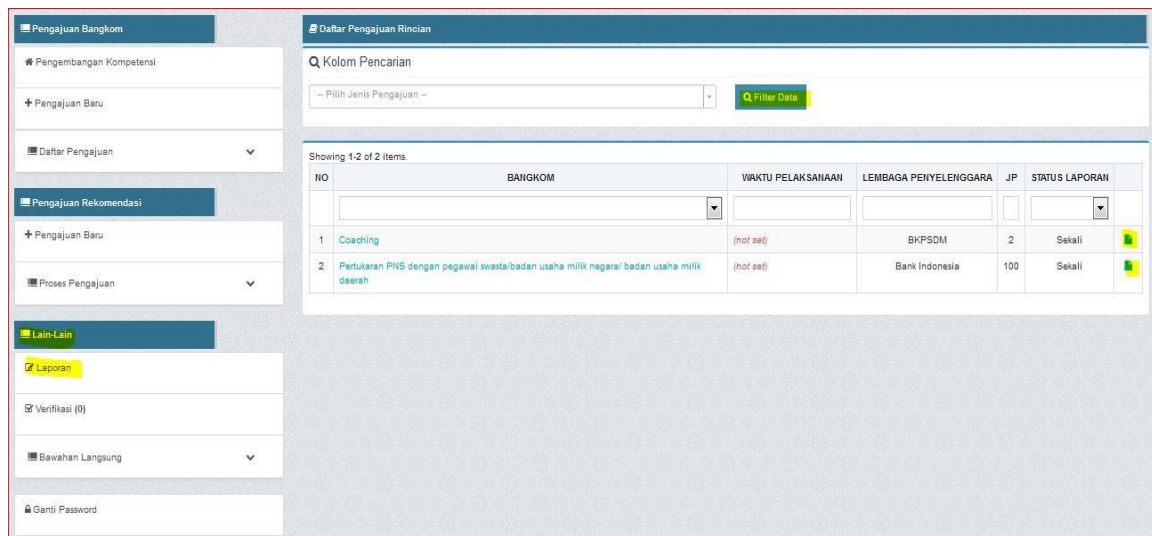 Pengajuan Bangkom
Pengembangan Kompetensi
Pengajuan Baru
Daftar Pengajuan
Pengajuan Rekomendasi
Pengajuan Baru
Proses Pengajuan
Lain-Lain
Laporan
Verifikasi (0)
Bawahan Langsung
Ganti Password
Daftar Pengajuan Rincian
Kolom Pencarian
-- Pilih Jenis Pengajuan --
Filter Data
Showing 1-2 of 2 items.
NO BANGKOM WAKTU PELAKSANAAN LEMBAGA PENYELENGGARA JP STATUS LAPORAN
1 Coaching (not set) BKPSDM 2 Sekali
2 Pertukaran PNS dengan pegawai swasta/badan usaha milik negara/ badan usaha milik (not set) Bank Indonesia 100 Sekali
daerah